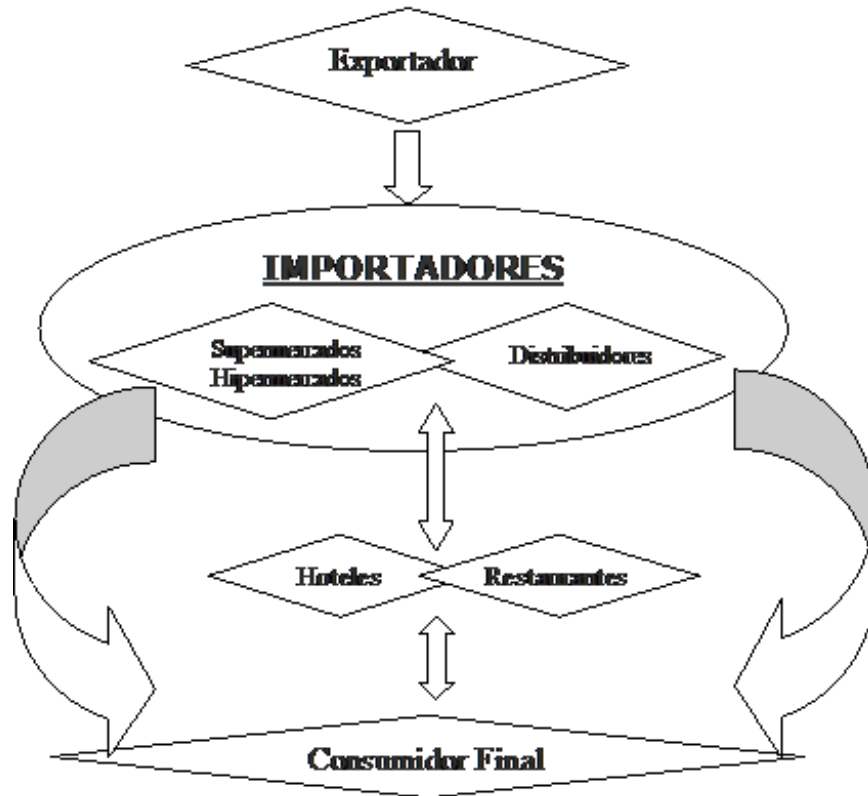 Exportador
IMPORTADORES
Supermercados
Hipermercados
Distribuidores
Hoteles
Restaurantes
Consumidor Final